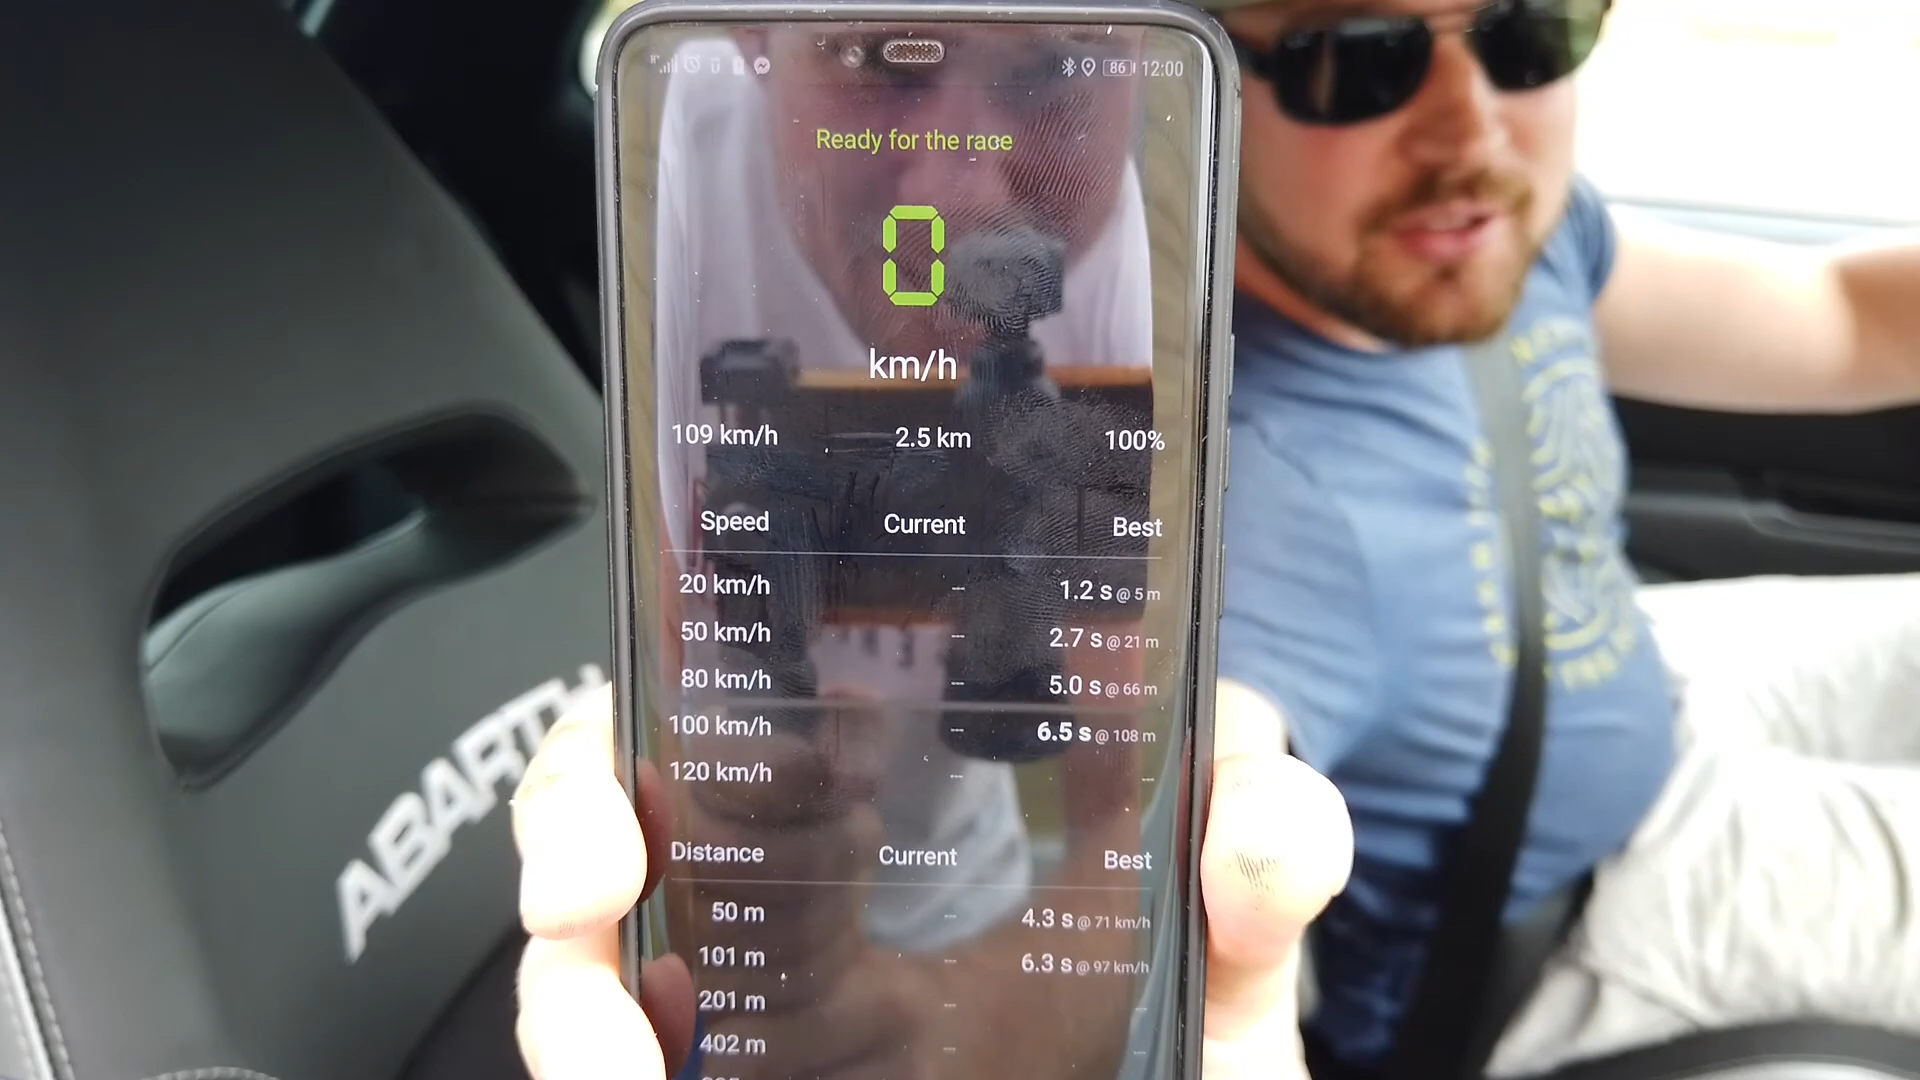 86 12:00
Ready for the race
0
km/h
109 km/h 2.5 km 100%
Speed Current Best
20 km/h --- 1.2 s @ 5 m
50 km/h --- 2.7 s @ 21 m
80 km/h --- 5.0 s @ 66 m
100 km/h --- 6.5 s @ 108 m
120 km/h --- ---
Distance Current Best
50 m --- 4.3 s @ 71 km/h
101 m --- 6.3 s @ 97 km/h
201 m --- ---
402 m --- ---
ABARTH